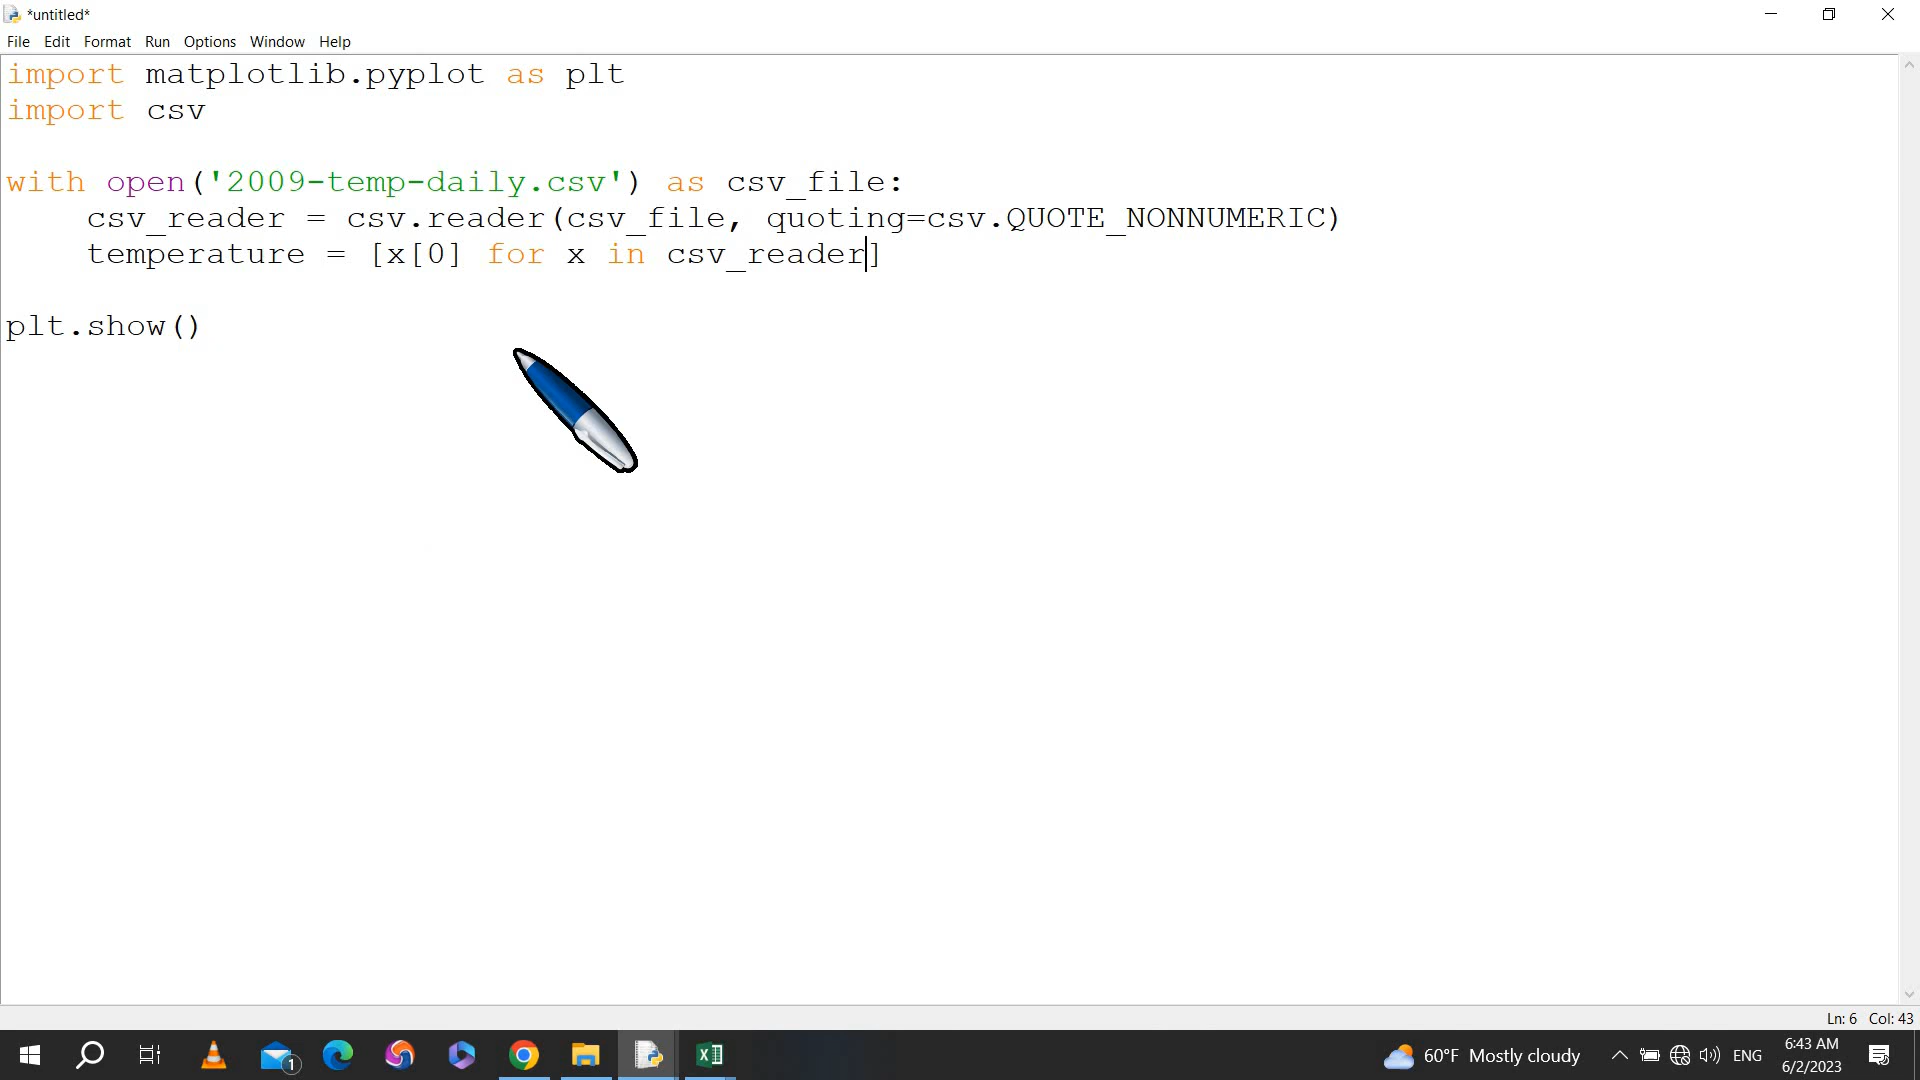 *untitled*
File Edit Format Run Options Window Help
import matplotlib.pyplot as plt
import csv
with open('2009-temp-daily.csv') as csv_file:
    csv_reader = csv.reader(csv_file, quoting=csv.QUOTE_NONNUMERIC)
    temperature = [x[0] for x in csv_reader]
plt.show()
Ln: 6 Col: 43
1
60°F Mostly cloudy
ENG
6:43 AM
6/2/2023